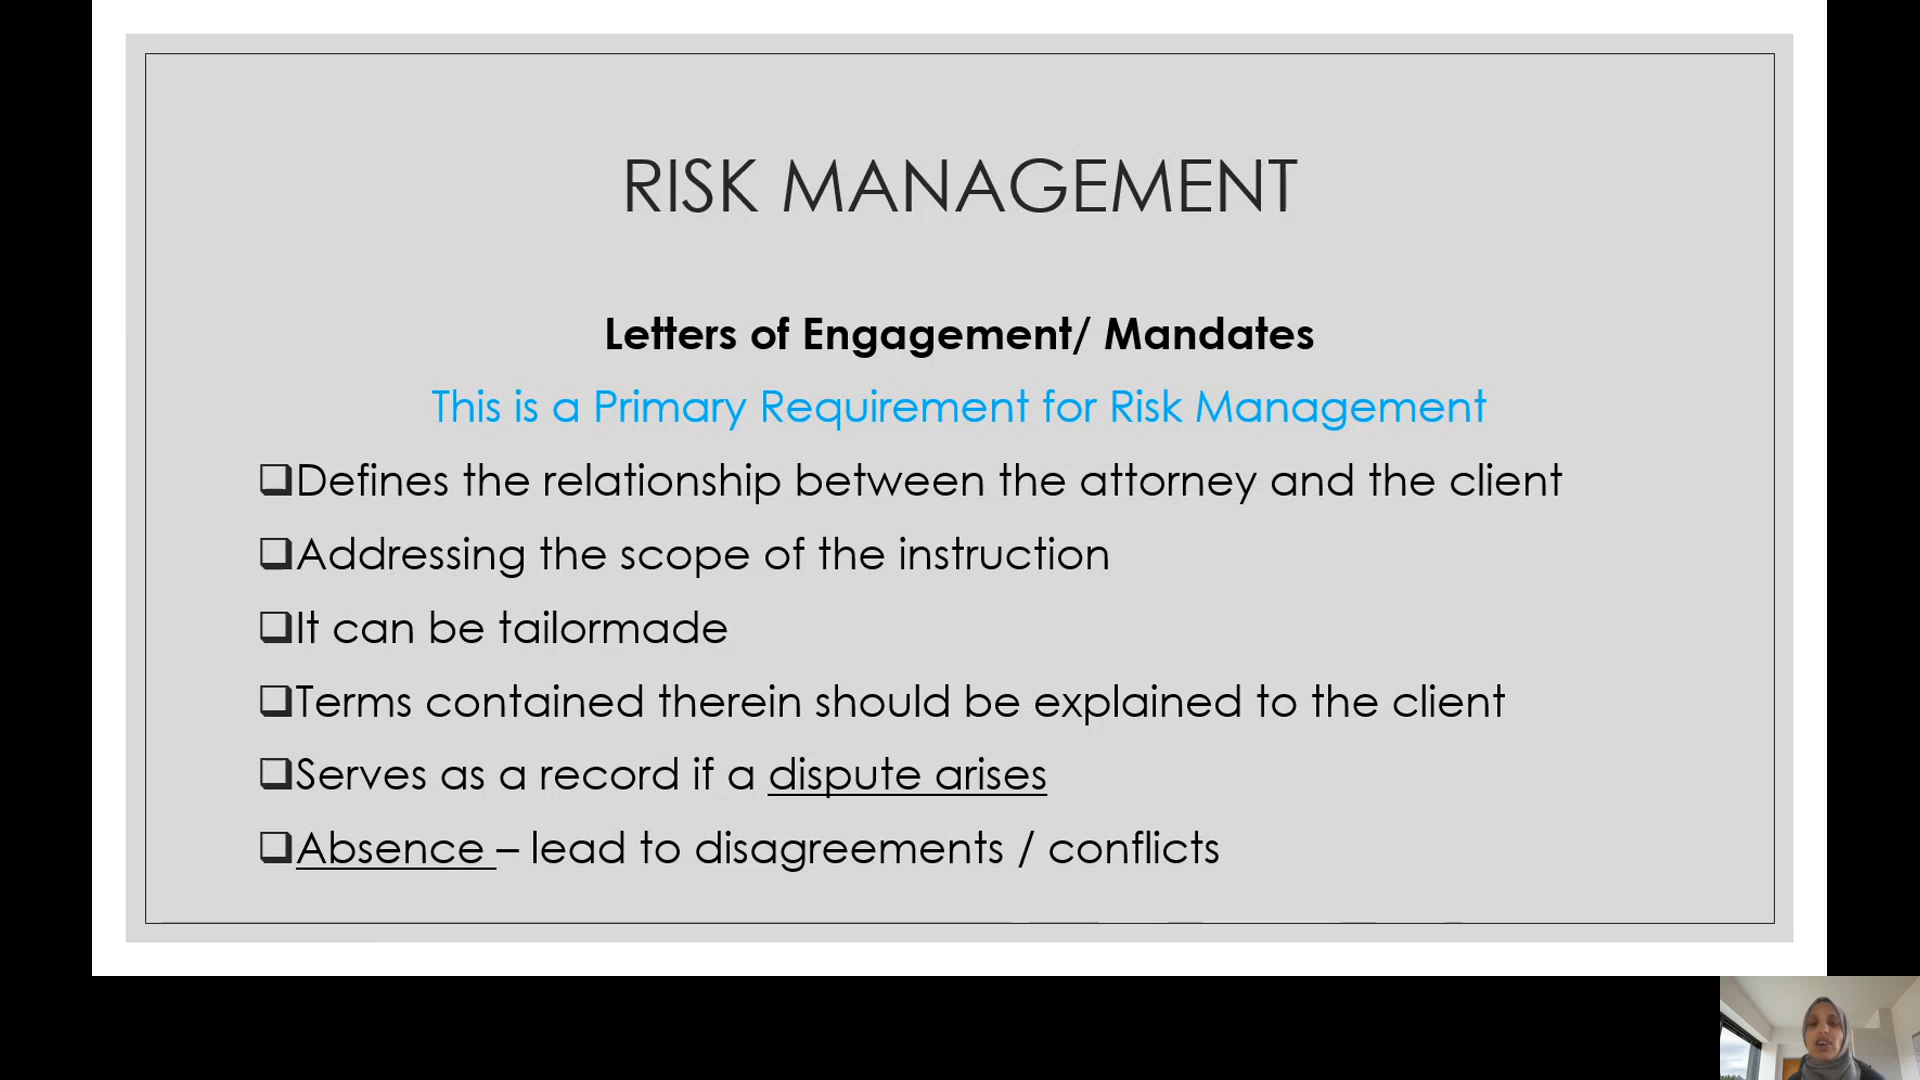 RISK MANAGEMENT
Letters of Engagement/ Mandates
This is a Primary Requirement for Risk Management
❑Defines the relationship between the attorney and the client
❑Addressing the scope of the instruction
❑It can be tailormade
❑Terms contained therein should be explained to the client
❑Serves as a record if a dispute arises
❑Absence – lead to disagreements / conflicts